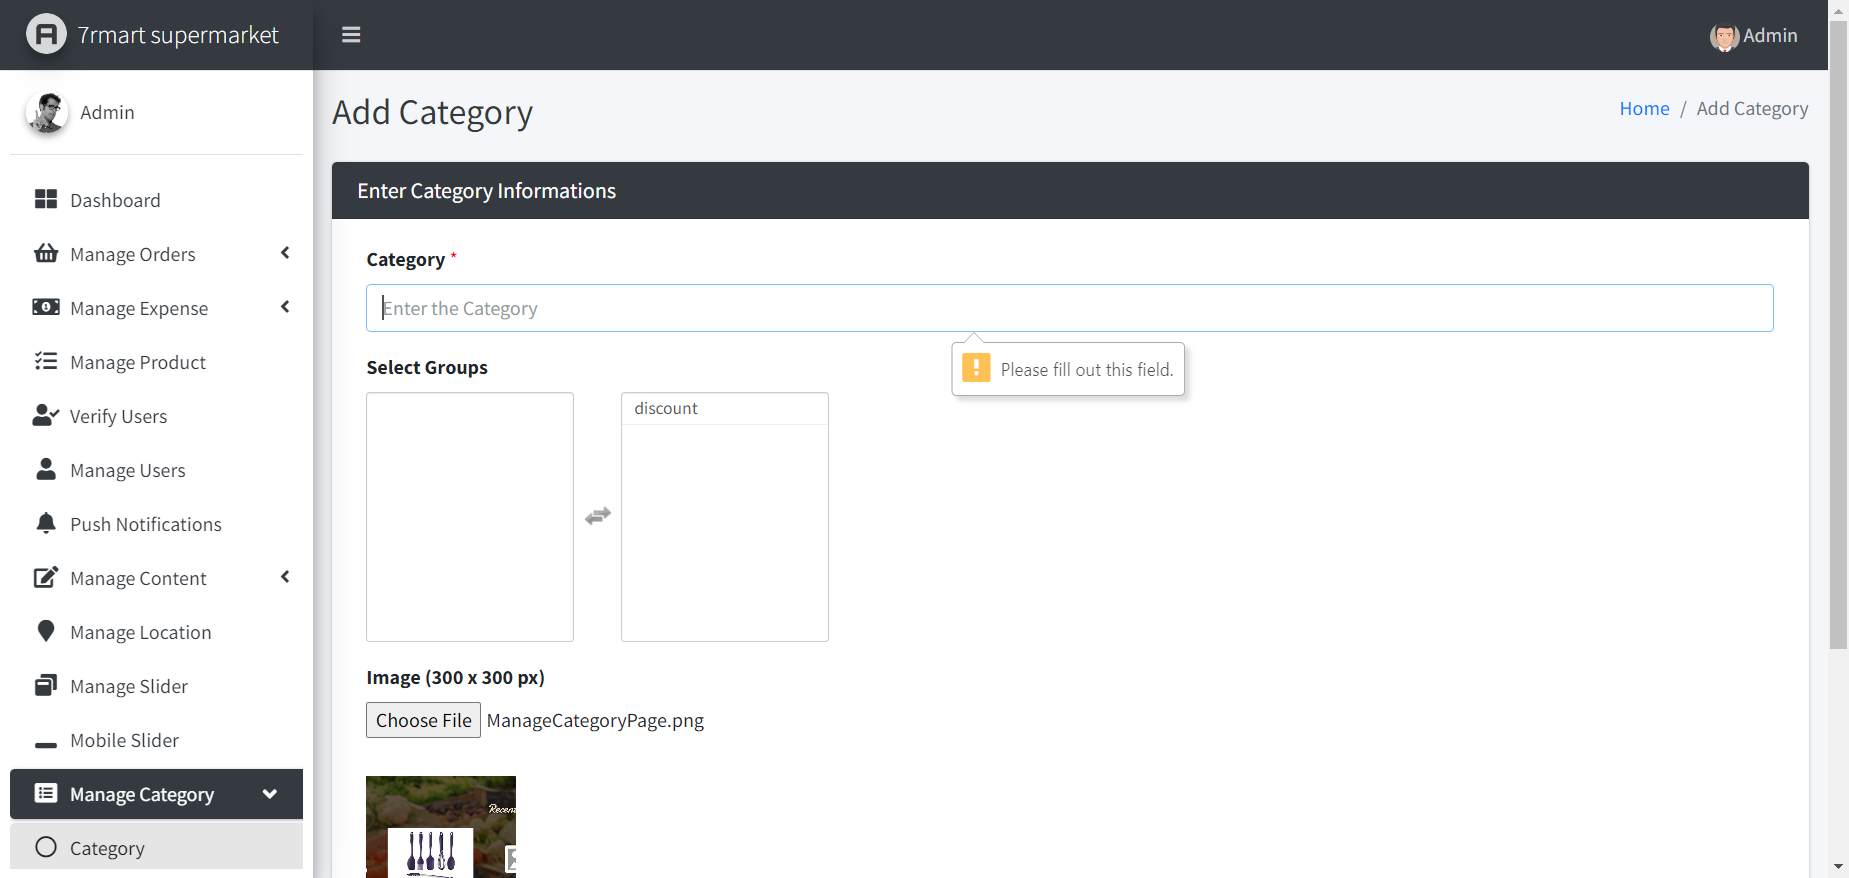 7rmart supermarket
Admin
Admin
Add Category
Home / Add Category
Dashboard
Manage Orders
Manage Expense
Manage Product
Verify Users
Manage Users
Push Notifications
Manage Content
Manage Location
Manage Slider
Mobile Slider
Manage Category
Category
Enter Category Informations
Category *
Enter the Category
Please fill out this field.
Select Groups
discount
Image (300 x 300 px)
Choose File ManageCategoryPage.png